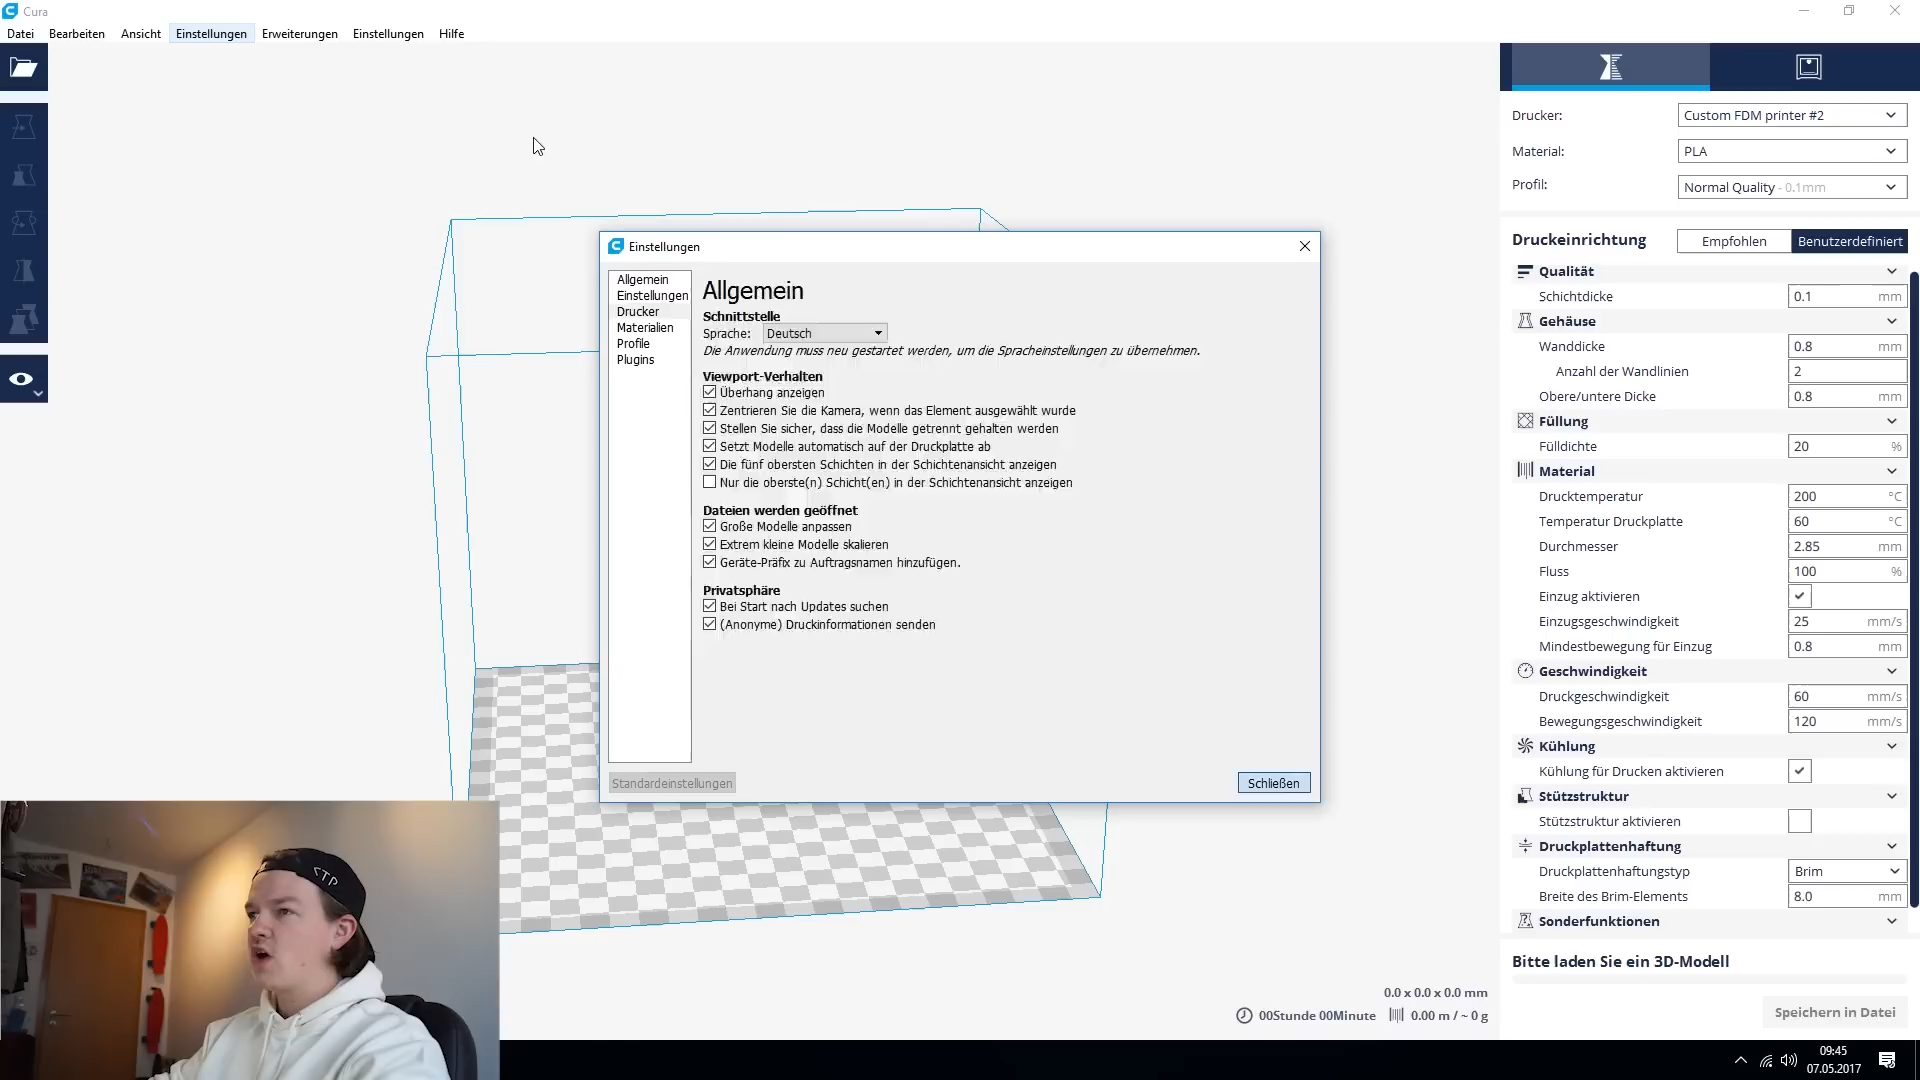 Cura
Datei Bearbeiten Ansicht Einstellungen Erweiterungen Einstellungen Hilfe
Einstellungen
Allgemein
Einstellungen
Drucker
Materialien
Profile
Plugins
Allgemein
Schnittstelle
Sprache: Deutsch
Die Anwendung muss neu gestartet werden, um die Spracheinstellungen zu übernehmen.
Viewport-Verhalten
Überhang anzeigen
Zentrieren Sie die Kamera, wenn das Element ausgewählt wurde
Stellen Sie sicher, dass die Modelle getrennt gehalten werden
Setzt Modelle automatisch auf der Druckplatte ab
Die fünf obersten Schichten in der Schichtenansicht anzeigen
Nur die oberste(n) Schicht(en) in der Schichtenansicht anzeigen
Dateien werden geöffnet
Große Modelle anpassen
Extrem kleine Modelle skalieren
Geräte-Präfix zu Auftragsnamen hinzufügen.
Privatsphäre
Bei Start nach Updates suchen
(Anonyme) Druckinformationen senden
Standardeinstellungen
Schließen
CTP
Drucker: Custom FDM printer #2
Material: PLA
Profil: Normal Quality - 0.1mm
Druckeinrichtung Empfohlen Benutzerdefiniert
Qualität
Schichtdicke 0.1 mm
Gehäuse
Wanddicke 0.8 mm
Anzahl der Wandlinien 2
Obere/untere Dicke 0.8 mm
Füllung
Fülldichte 20 %
Material
Drucktemperatur 200 °C
Temperatur Druckplatte 60 °C
Durchmesser 2.85 mm
Fluss 100 %
Einzug aktivieren
Einzugsgeschwindigkeit 25 mm/s
Mindestbewegung für Einzug 0.8 mm
Geschwindigkeit
Druckgeschwindigkeit 60 mm/s
Bewegungsgeschwindigkeit 120 mm/s
Kühlung
Kühlung für Drucken aktivieren
Stützstruktur
Stützstruktur aktivieren
Druckplattenhaftung
Druckplattenhaftungstyp Brim
Breite des Brim-Elements 8.0 mm
Sonderfunktionen
Bitte laden Sie ein 3D-Modell
0.0 x 0.0 x 0.0 mm
00Stunde 00Minute 0.00 m / ~ 0 g
Speichern in Datei
09:45
07.05.2017